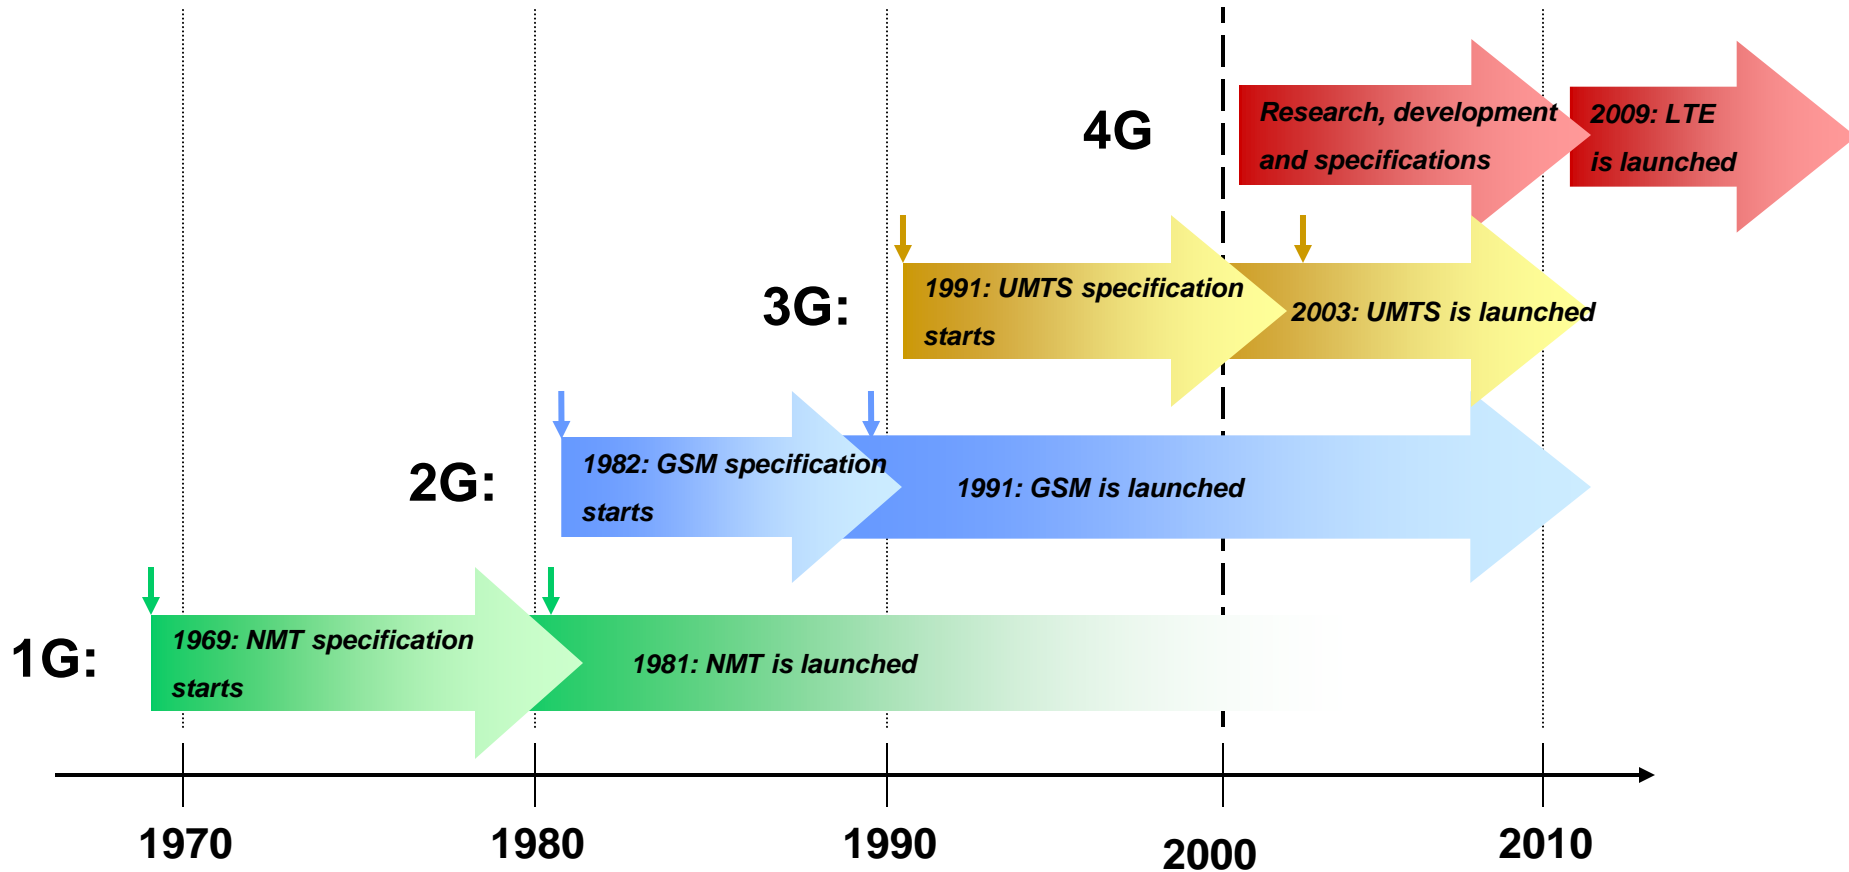 4G
Research, development
and specifications
2009: LTE
is launched
3G:
1991: UMTS specification
starts
2003: UMTS is launched
2G:
1982: GSM specification
starts
1991: GSM is launched
1G:
1969: NMT specification
starts
1981: NMT is launched
1970 1980 1990 2000 2010